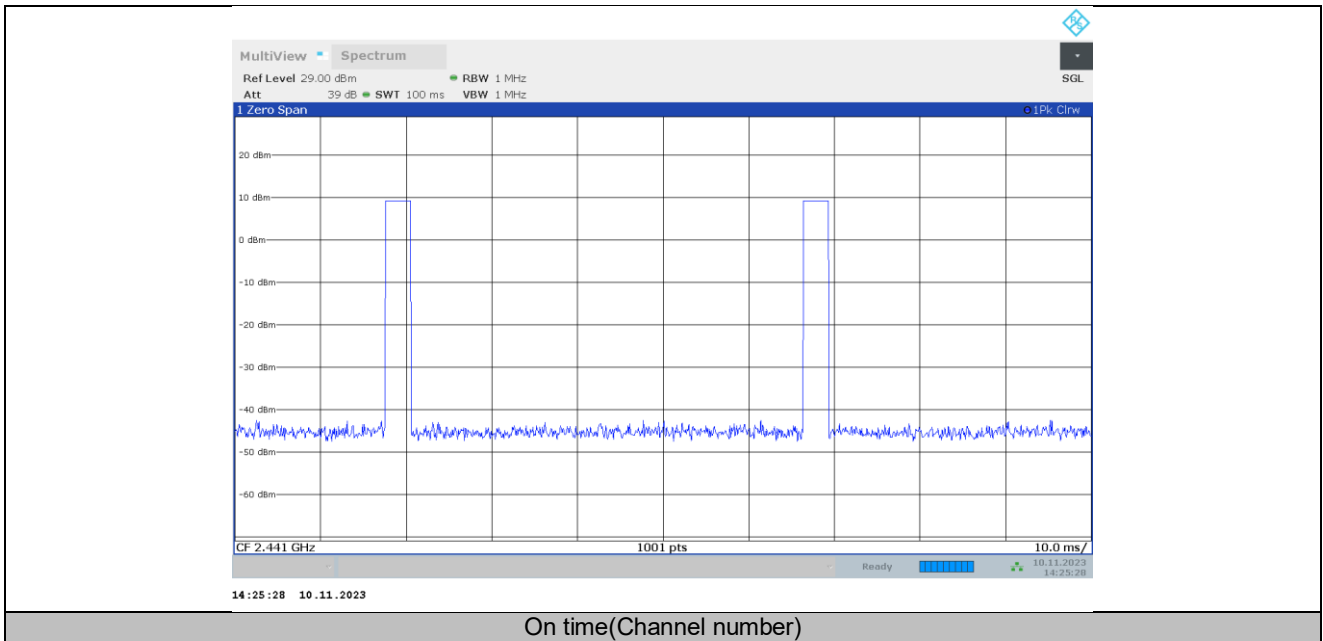 R S
MultiView Spectrum
Ref Level 29.00 dBm RBW 1 MHz SGL
Att 39 dB SWT 100 ms VBW 1 MHz
1 Zero Span 1Pk Clrw
20 dBm
10 dBm
0 dBm
-10 dBm
-20 dBm
-30 dBm
-40 dBm
-50 dBm
-60 dBm
CF 2.441 GHz 1001 pts 10.0 ms/
Ready 10.11.2023
14:25:28
14:25:28 10.11.2023
On time(Channel number)